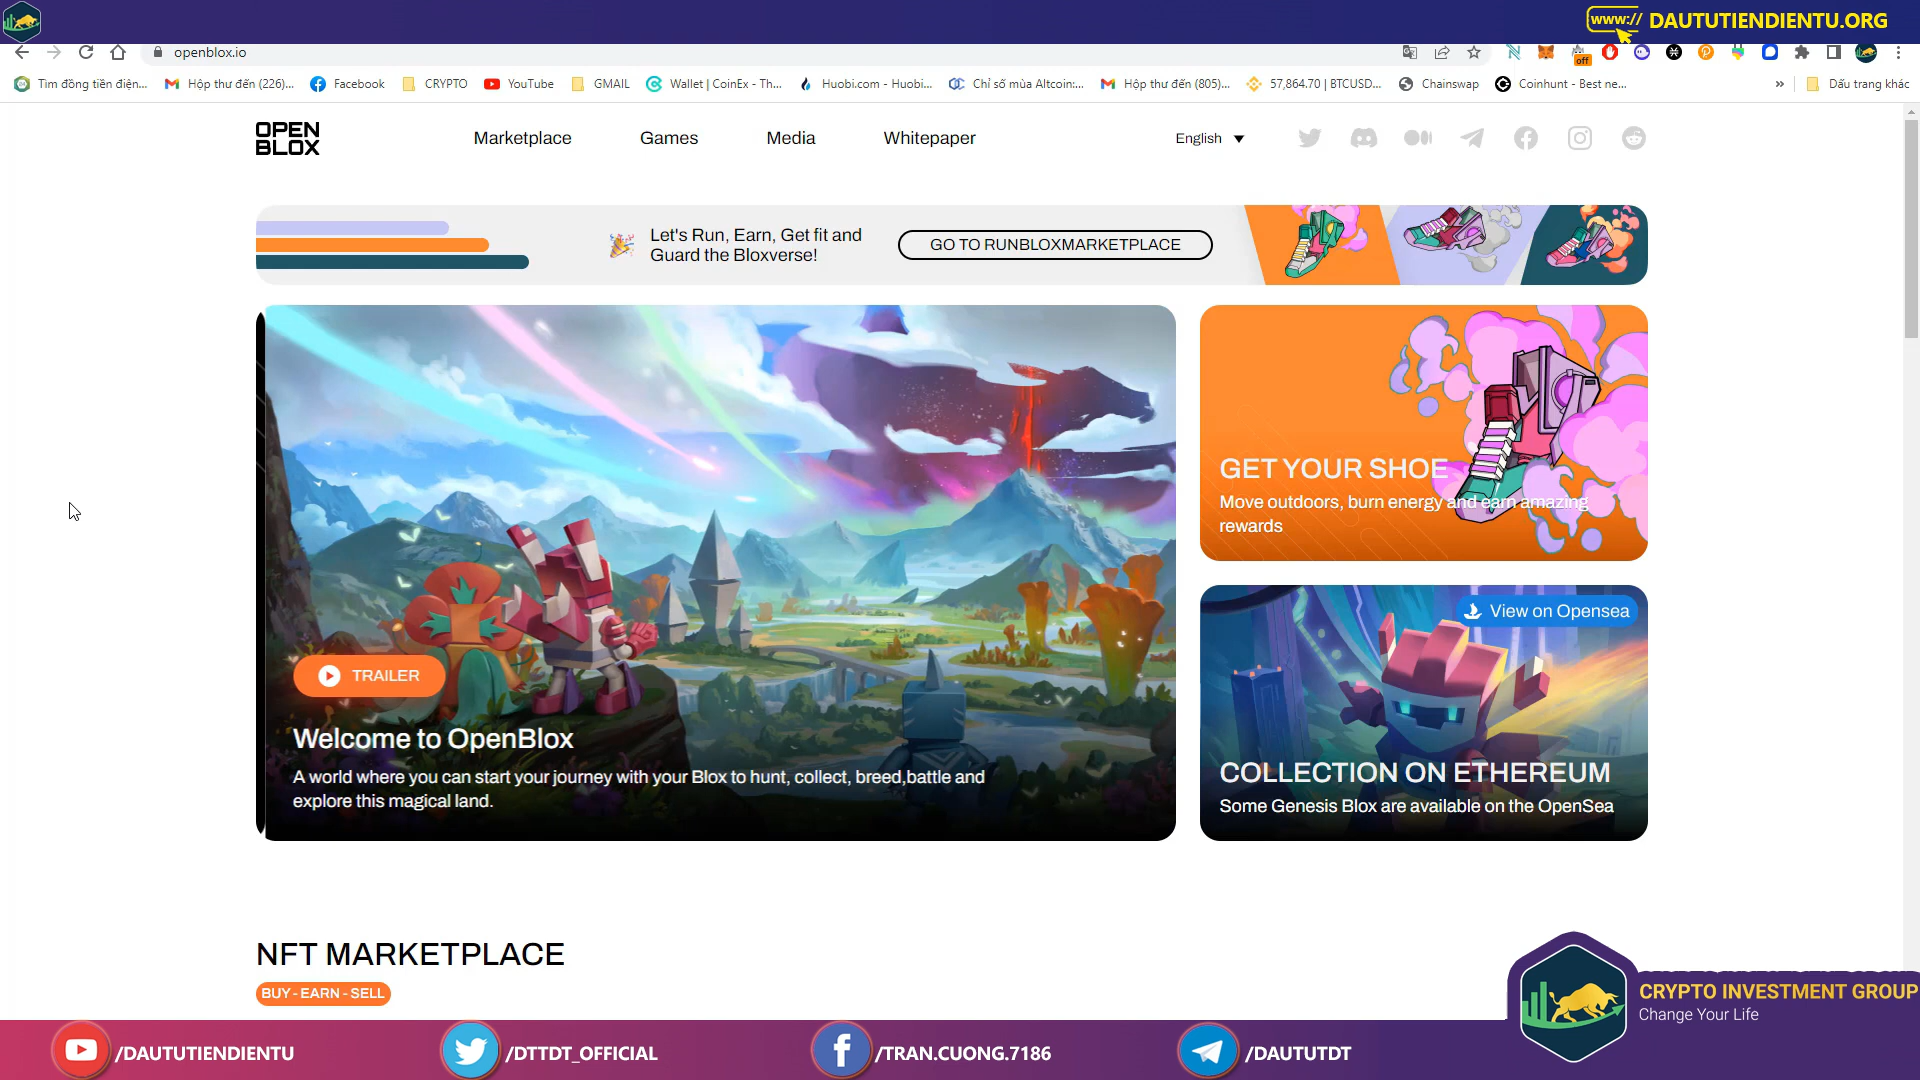 www:// DAUTUTIENDIENTU.ORG
openblox.io
off
Tìm đồng tiền điện...
Hộp thư đến (226)...
Facebook
CRYPTO
YouTube
GMAIL
Wallet | CoinEx - Th...
Huobi.com - Huobi...
Chỉ số mùa Altcoin:...
Hộp thư đến (805)...
57,864.70 | BTCUSD...
Chainswap
Coinhunt - Best ne...
»
Dấu trang khác
OPEN
BLOX
Marketplace
Games
Media
Whitepaper
English
Let's Run, Earn, Get fit and
Guard the Bloxverse!
GO TO RUNBLOXMARKETPLACE
GET YOUR SHOE
Move outdoors, burn energy and earn amazing
rewards
TRAILER
Welcome to OpenBlox
A world where you can start your journey with your Blox to hunt, collect, breed,battle and
explore this magical land.
View on Opensea
COLLECTION ON ETHEREUM
Some Genesis Blox are available on the OpenSea
NFT MARKETPLACE
BUY - EARN - SELL
CRYPTO INVESTMENT GROUP
Change Your Life
/DAUTUTIENDIENTU
/DTTDT_OFFICIAL
/TRAN.CUONG.7186
/DAUTUTDT